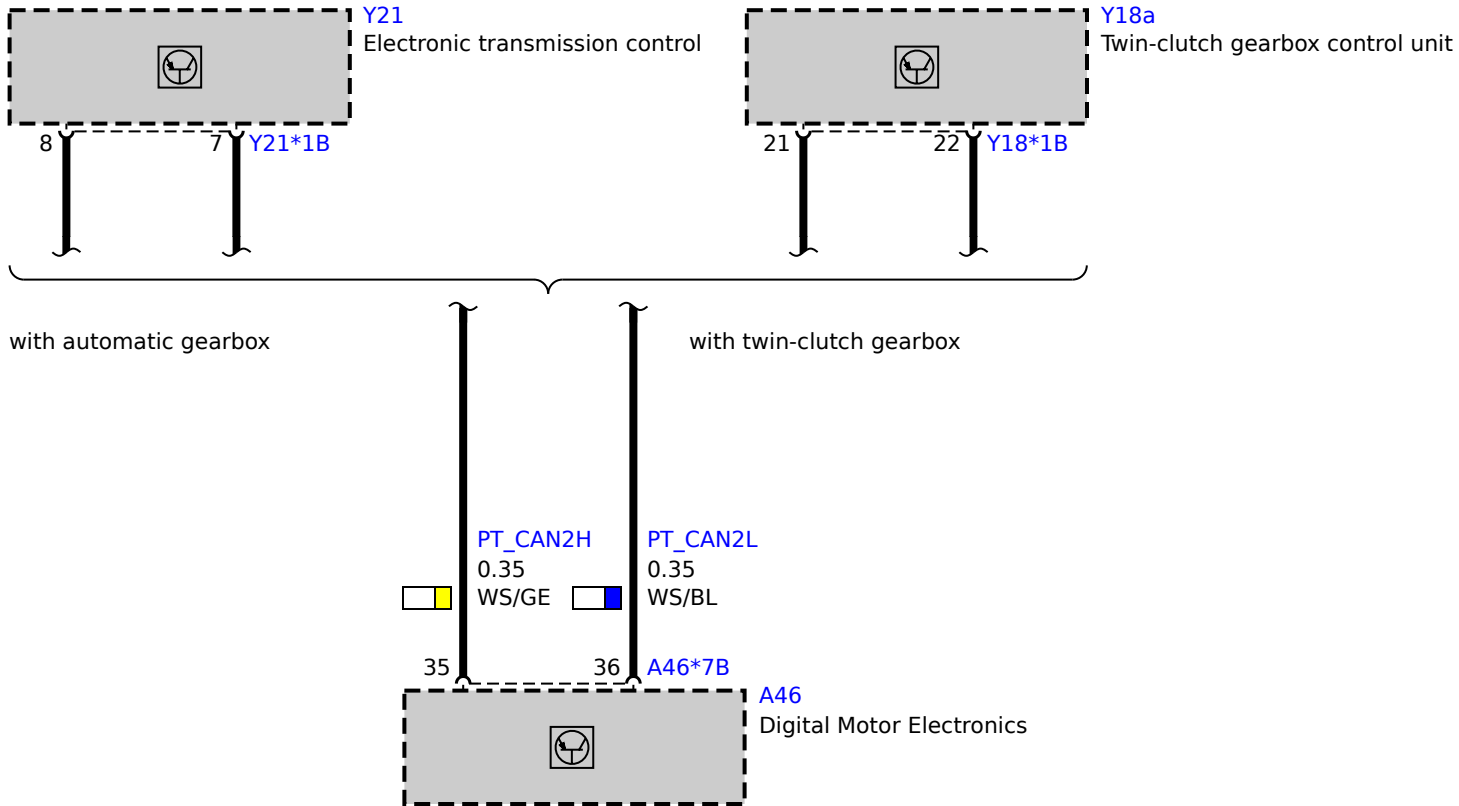 Y21
Electronic transmission control
Y18a
Twin-clutch gearbox control unit
8
7
Y21*1B
21
22
Y18*1B
with automatic gearbox
with twin-clutch gearbox
PT_CAN2H
0.35
WS/GE
PT_CAN2L
0.35
WS/BL
35
36
A46*7B
A46
Digital Motor Electronics